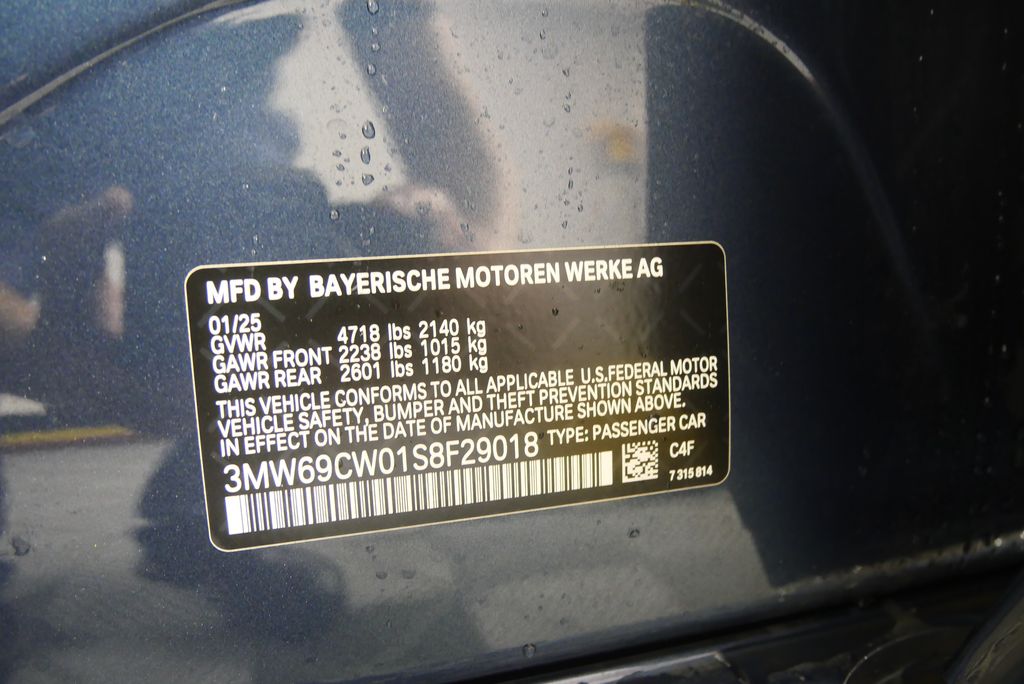 MFD BY BAYERISCHE MOTOREN WERKE AG
01/25
GVWR 4718 lbs 2140 kg
GAWR FRONT 2238 lbs 1015 kg
GAWR REAR 2601 lbs 1180 kg
THIS VEHICLE CONFORMS TO ALL APPLICABLE U.S.FEDERAL MOTOR
VEHICLE SAFETY, BUMPER AND THEFT PREVENTION STANDARDS
IN EFFECT ON THE DATE OF MANUFACTURE SHOWN ABOVE.
3MW69CW01S8F29018 TYPE: PASSENGER CAR
C4F
7 315 814